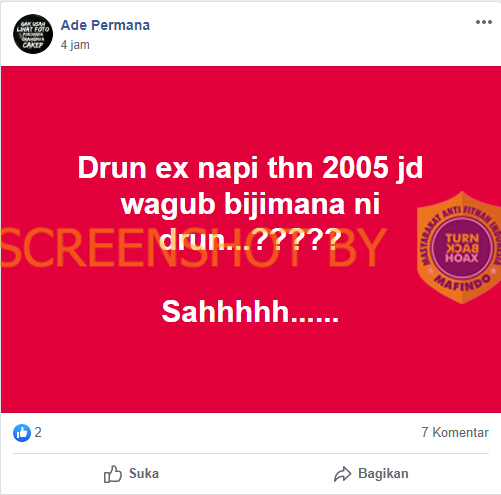 Ade Permana
4 jam
GAK USAH
LIHAT FOTO
CAKEP
Drun ex napi thn 2005 jd
wagub bijimana ni
drun...?????
SCREENSHOT BY
Sahhhhh......
MASYARAKAT ANTI FITNAH INDONESIA
TURN
BACK
HOAX
MAFINDO
2
7 Komentar
Suka
Bagikan